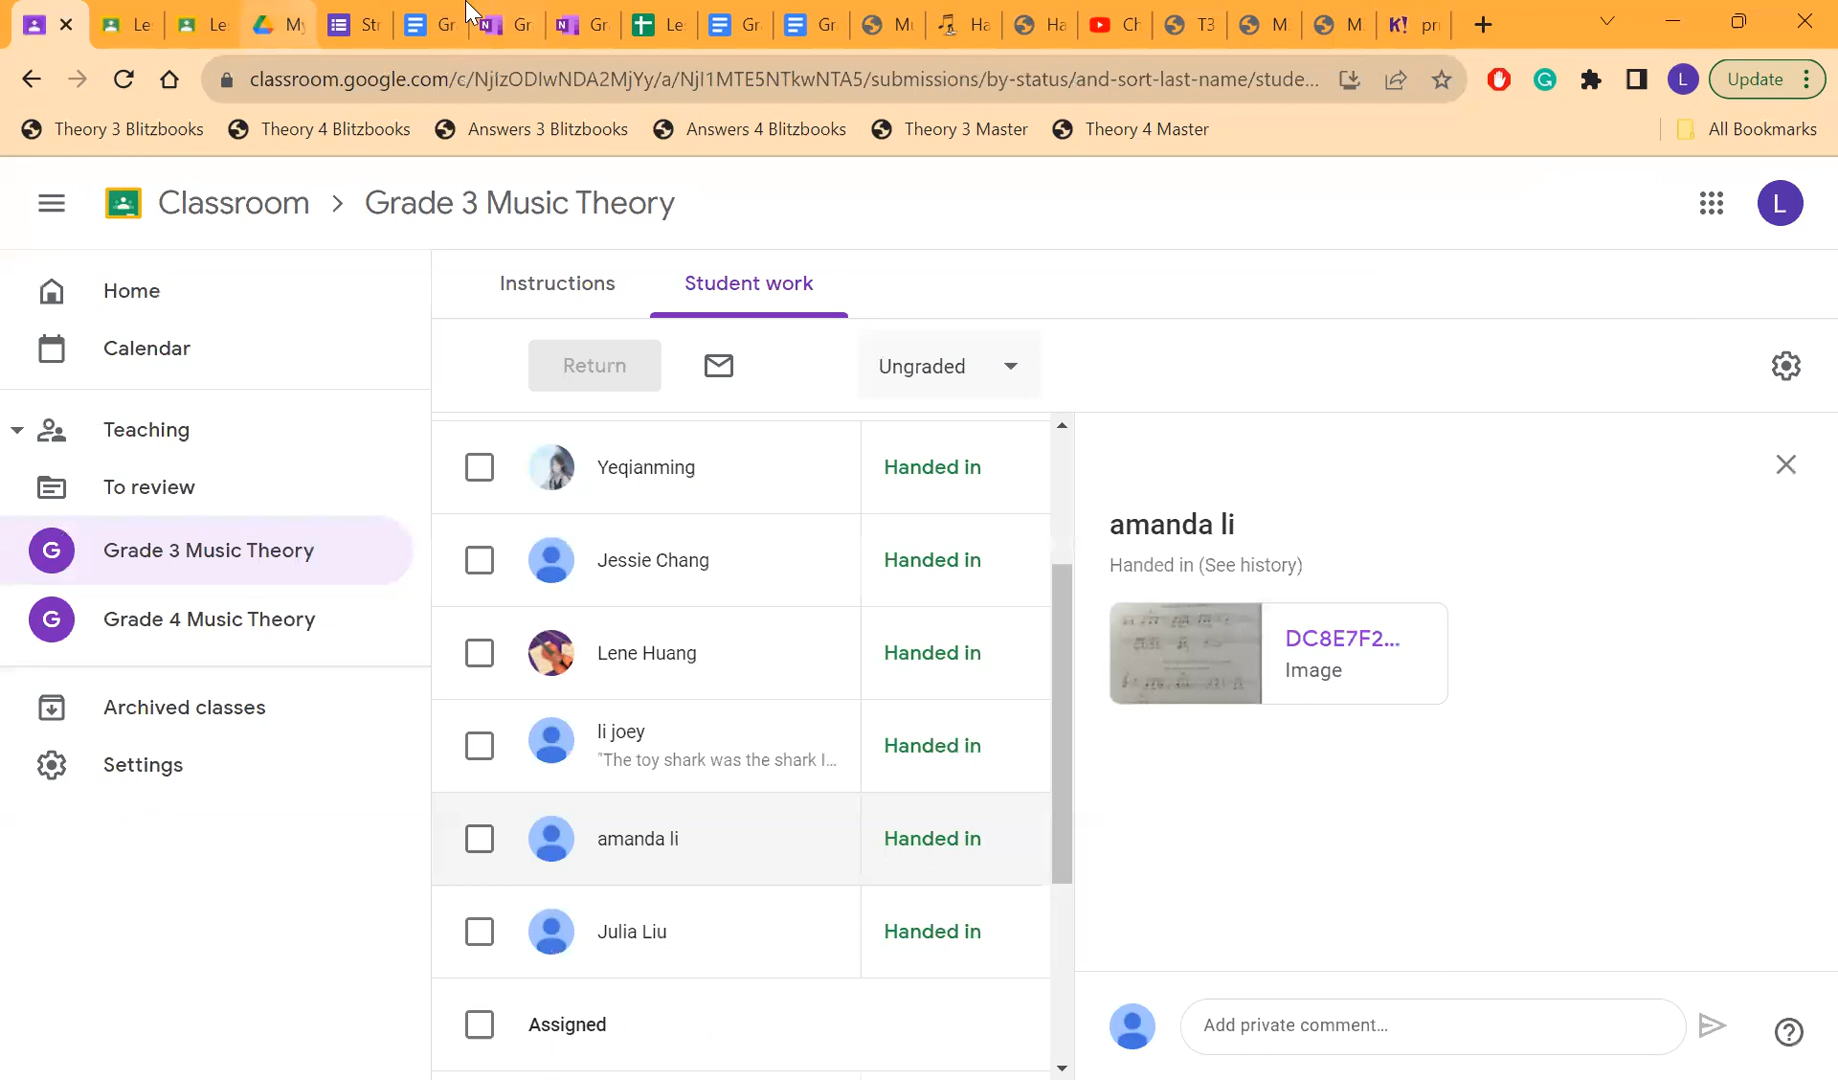 Le
Le
My
Str
Gr
Gr
Gr
Le
Gr
Gr
Mu
Ha
Ha
Ch
T3
M
M
K! pr
classroom.google.com/c/NjIzODIwNDA2MjYy/a/NjI1MTE5NTkwNTA5/submissions/by-status/and-sort-last-name/stude...
L
Update
Theory 3 Blitzbooks
Theory 4 Blitzbooks
Answers 3 Blitzbooks
Answers 4 Blitzbooks
Theory 3 Master
Theory 4 Master
All Bookmarks
Classroom > Grade 3 Music Theory
L
Home
Calendar
Teaching
To review
G Grade 3 Music Theory
G Grade 4 Music Theory
Archived classes
Settings
Instructions
Student work
Return
Ungraded
Yeqianming Handed in
Jessie Chang Handed in
Lene Huang Handed in
li joey Handed in
"The toy shark was the shark I...
amanda li Handed in
Julia Liu Handed in
Assigned
amanda li
Handed in (See history)
DC8E7F2...
Image
Add private comment...